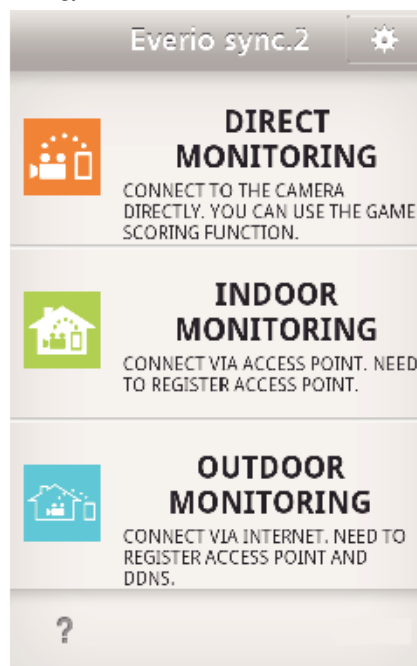 Everio sync.2
DIRECT
MONITORING
CONNECT TO THE CAMERA
DIRECTLY. YOU CAN USE THE GAME
SCORING FUNCTION.
INDOOR
MONITORING
CONNECT VIA ACCESS POINT. NEED
TO REGISTER ACCESS POINT.
OUTDOOR
MONITORING
CONNECT VIA INTERNET. NEED TO
REGISTER ACCESS POINT AND
DDNS.
?